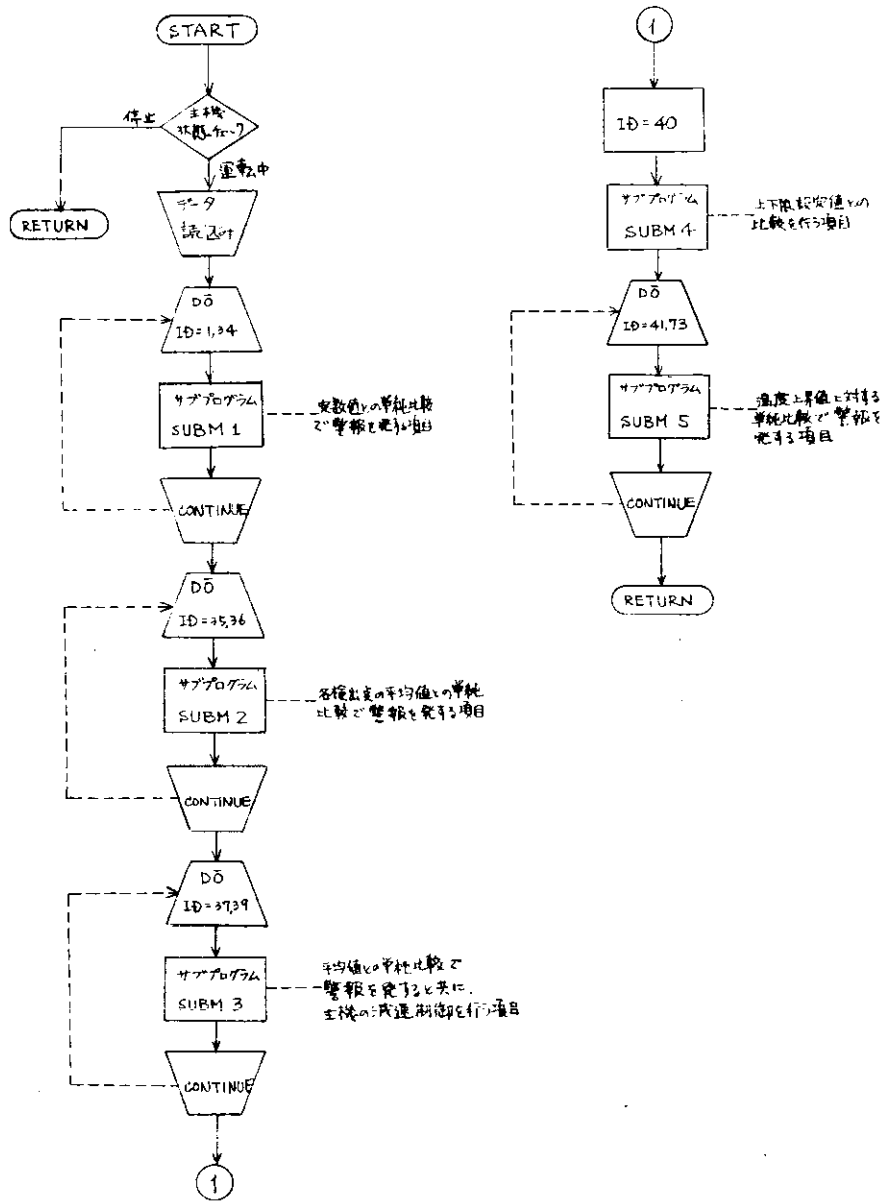 START
停止
主機
状態チェック
運転中
RETURN
データ
読込み
DŌ
ID=1,34
サブプログラム
SUBM 1
定数値との単純比較
で警報を発する項目
CONTINUE
DŌ
ID=35,36
サブプログラム
SUBM 2
各検出点の平均値との単純
比較で警報を発する項目
CONTINUE
DŌ
ID=37,39
サブプログラム
SUBM 3
平均値との単純比較で
警報を発すると共に、
主機の減速制御を行う項目
CONTINUE
1
1
ID=40
サブプログラム
SUBM 4
上下限設定値との
比較を行う項目
DŌ
ID=41,73
サブプログラム
SUBM 5
温度上昇値に対する
単純比較で警報を
発する項目
CONTINUE
RETURN